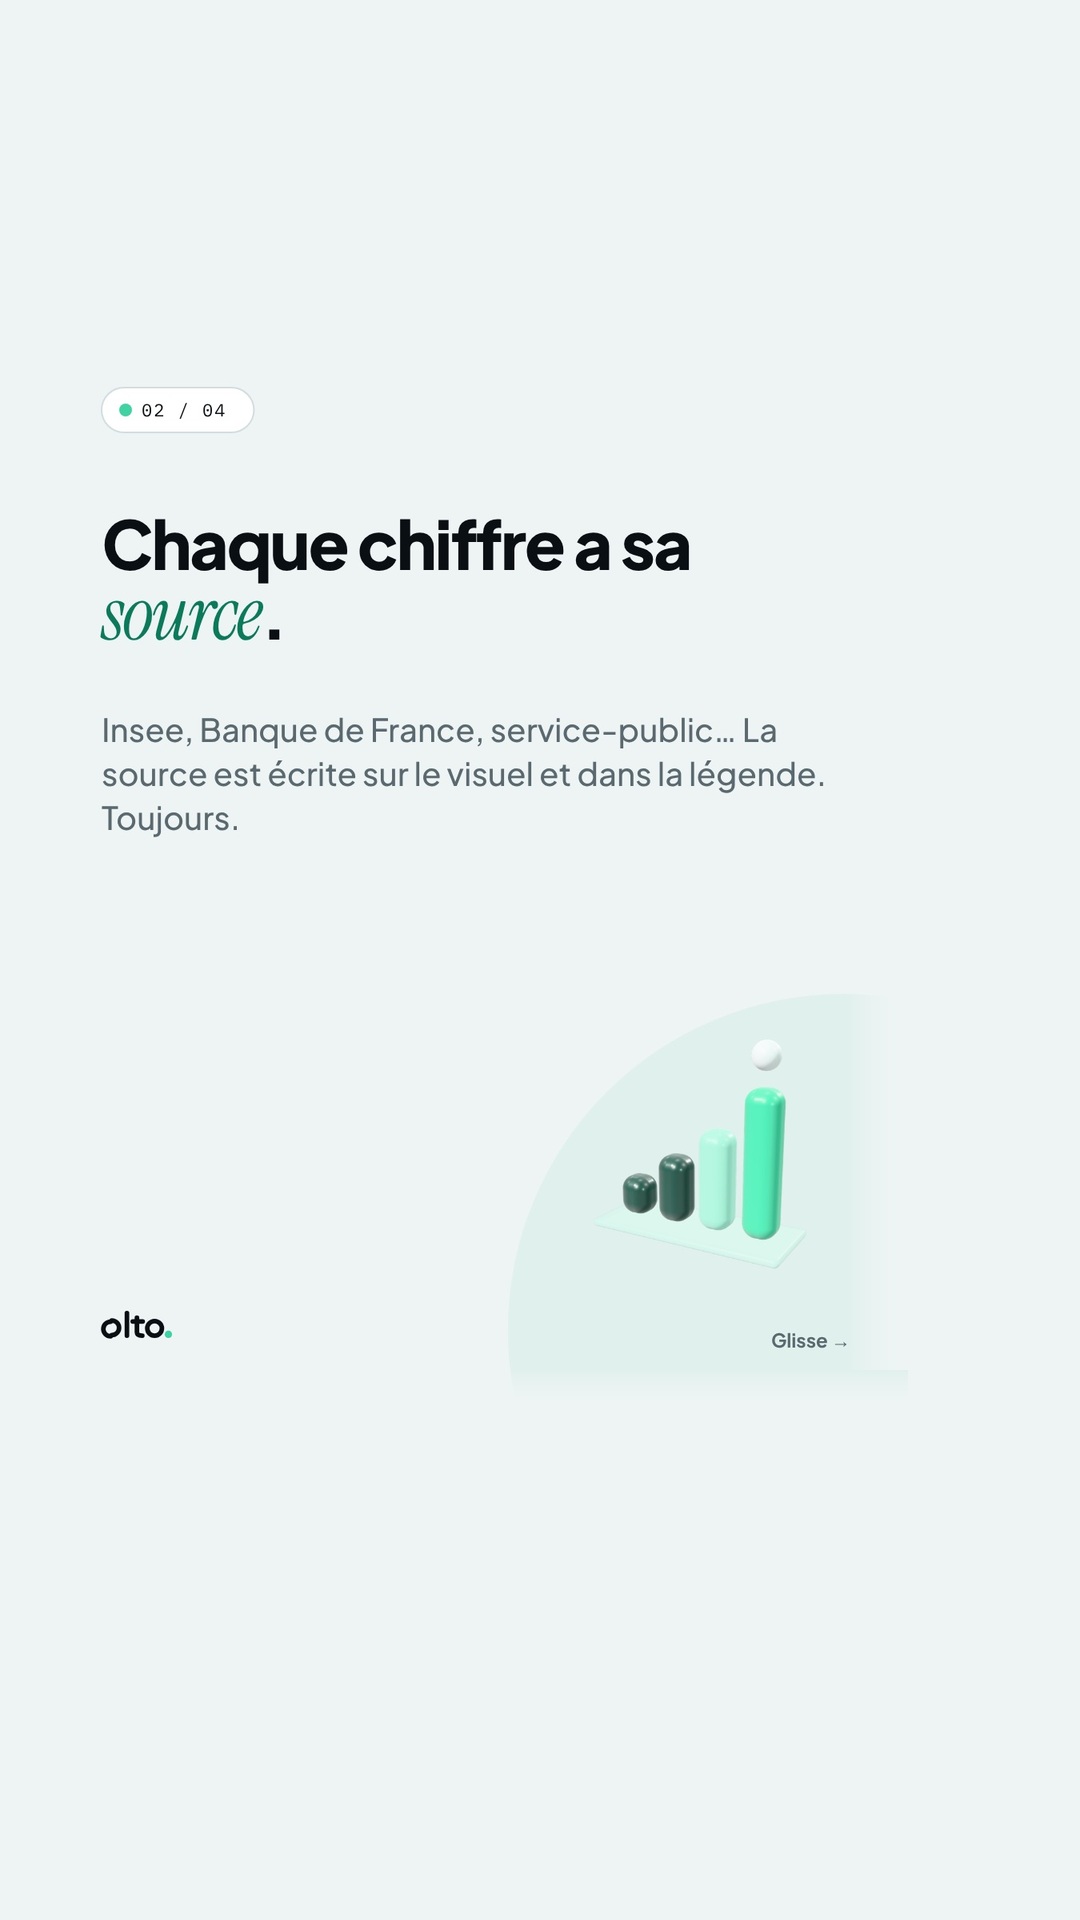 02 / 04
Chaque chiffre a sa
source.
Insee, Banque de France, service-public… La
source est écrite sur le visuel et dans la légende.
Toujours.
olto.
Glisse →